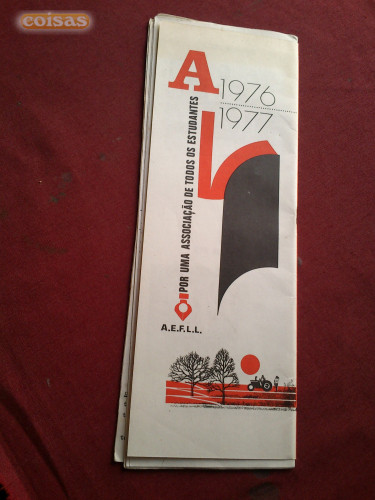 coisas
A
1976
1977
POR UMA ASSOCIAÇÃO DE TODOS OS ESTUDANTES
A.E.F.L.L.